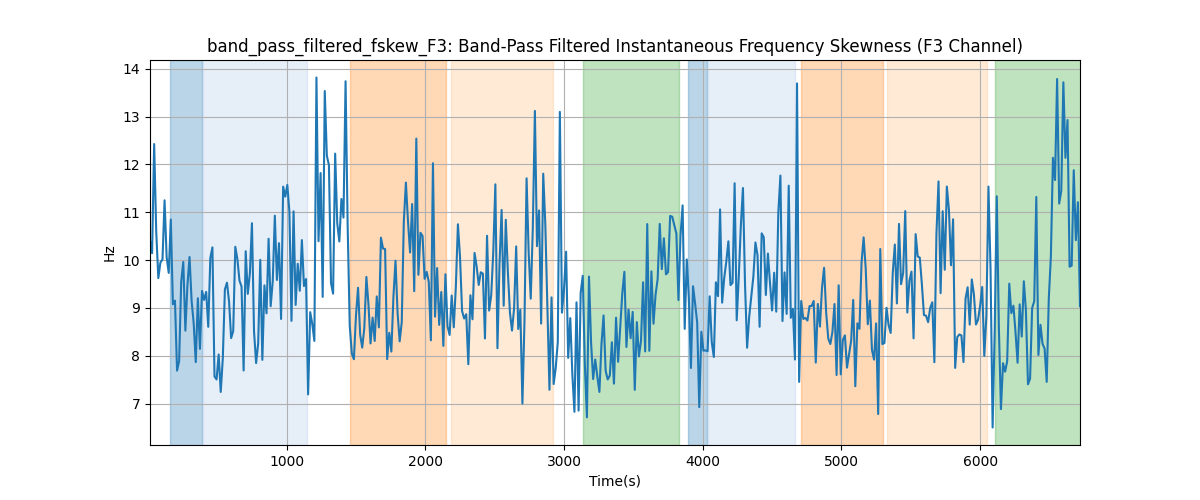 band_pass_filtered_fskew_F3: Band-Pass Filtered Instantaneous Frequency Skewness (F3 Channel)
14
13
12
11
10
9
8
7
Hz
1000 2000 3000 4000 5000 6000
Time(s)